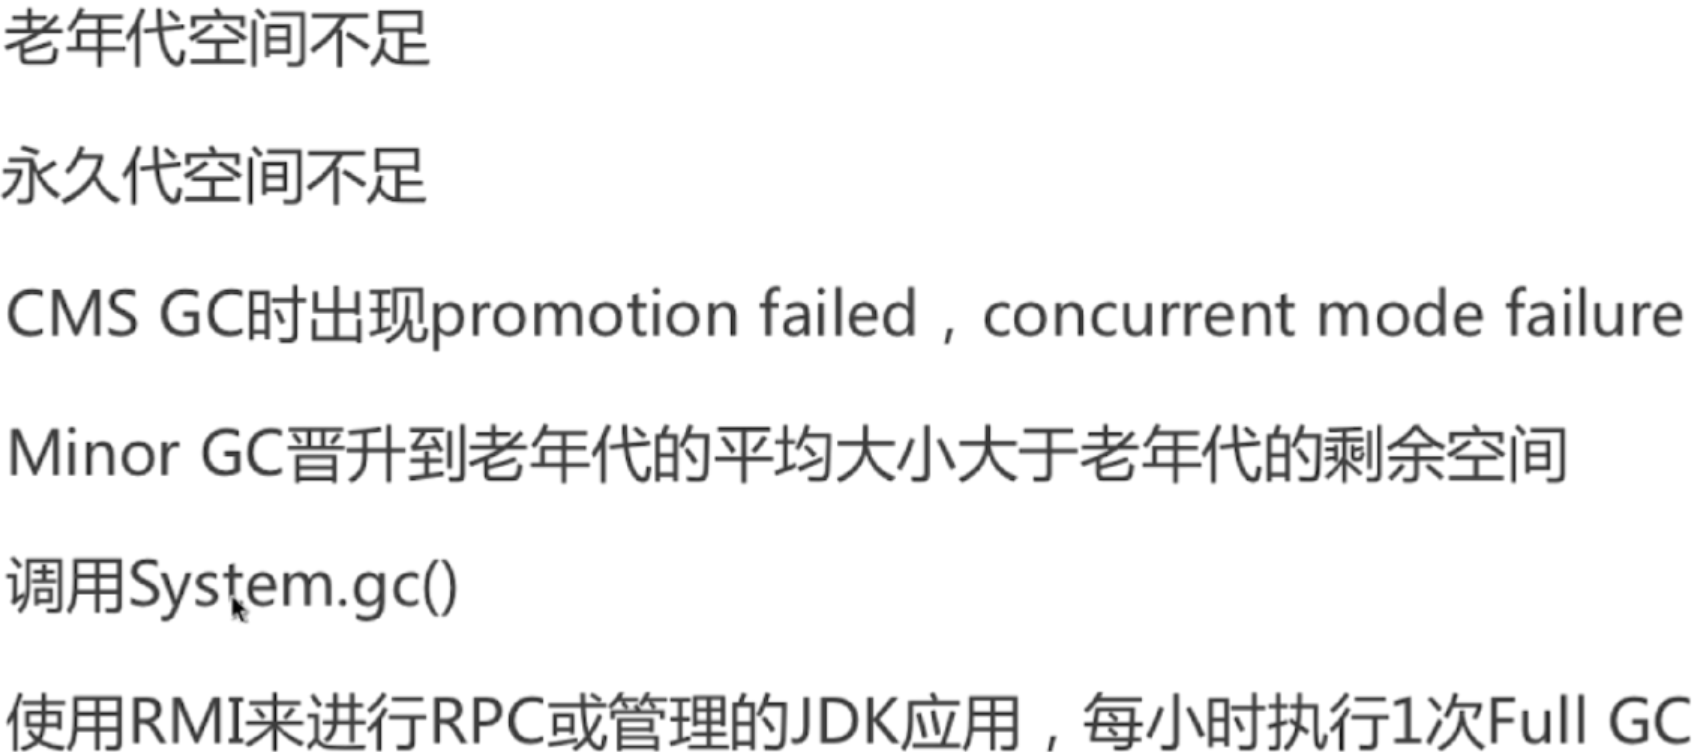 老年代空间不足
永久代空间不足
CMS GC时出现promotion failed，concurrent mode failure
Minor GC晋升到老年代的平均大小大于老年代的剩余空间
调用System.gc()
使用RMI来进行RPC或管理的JDK应用，每小时执行1次Full GC